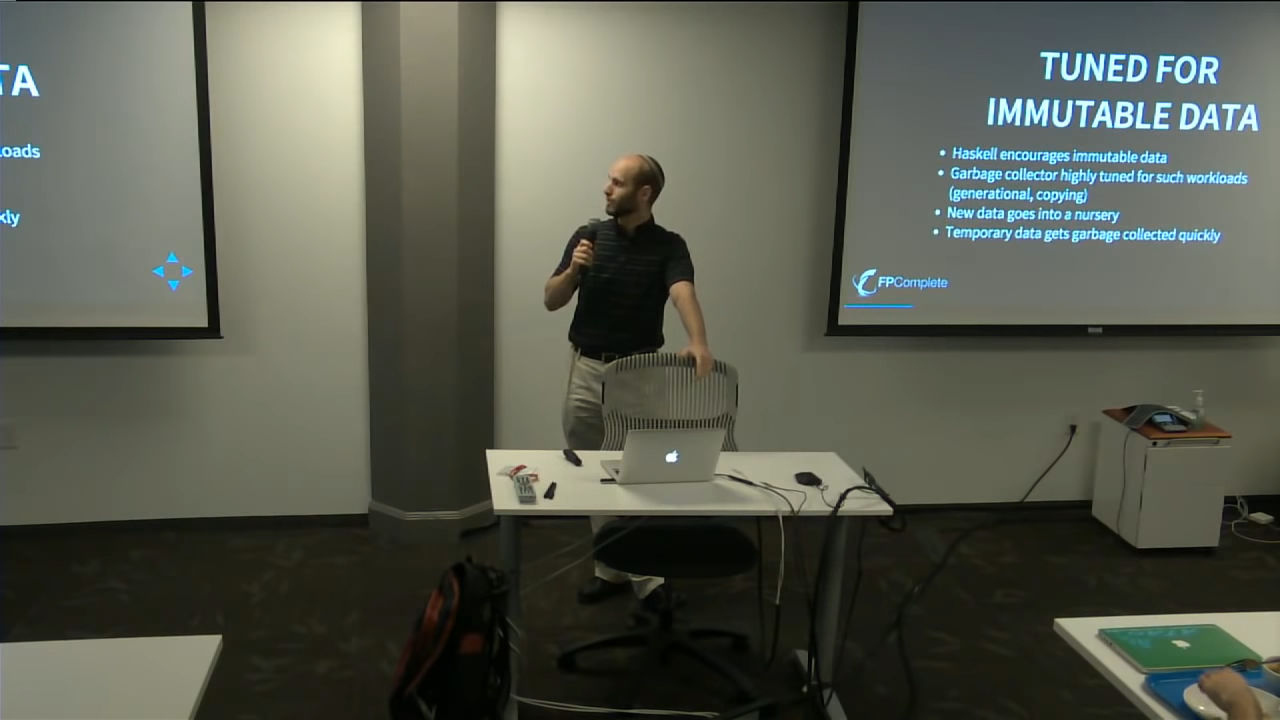 TA
loads
kly
TUNED FOR
IMMUTABLE DATA
• Haskell encourages immutable data
• Garbage collector highly tuned for such workloads
(generational, copying)
• New data goes into a nursery
• Temporary data gets garbage collected quickly
FPComplete